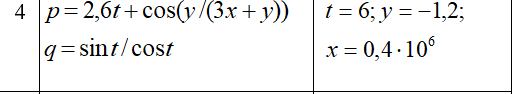 4 p = 2,6t + cos(y/(3x + y)) t = 6; y = −1,2;
q = sin t/cos t x = 0,4·10⁶